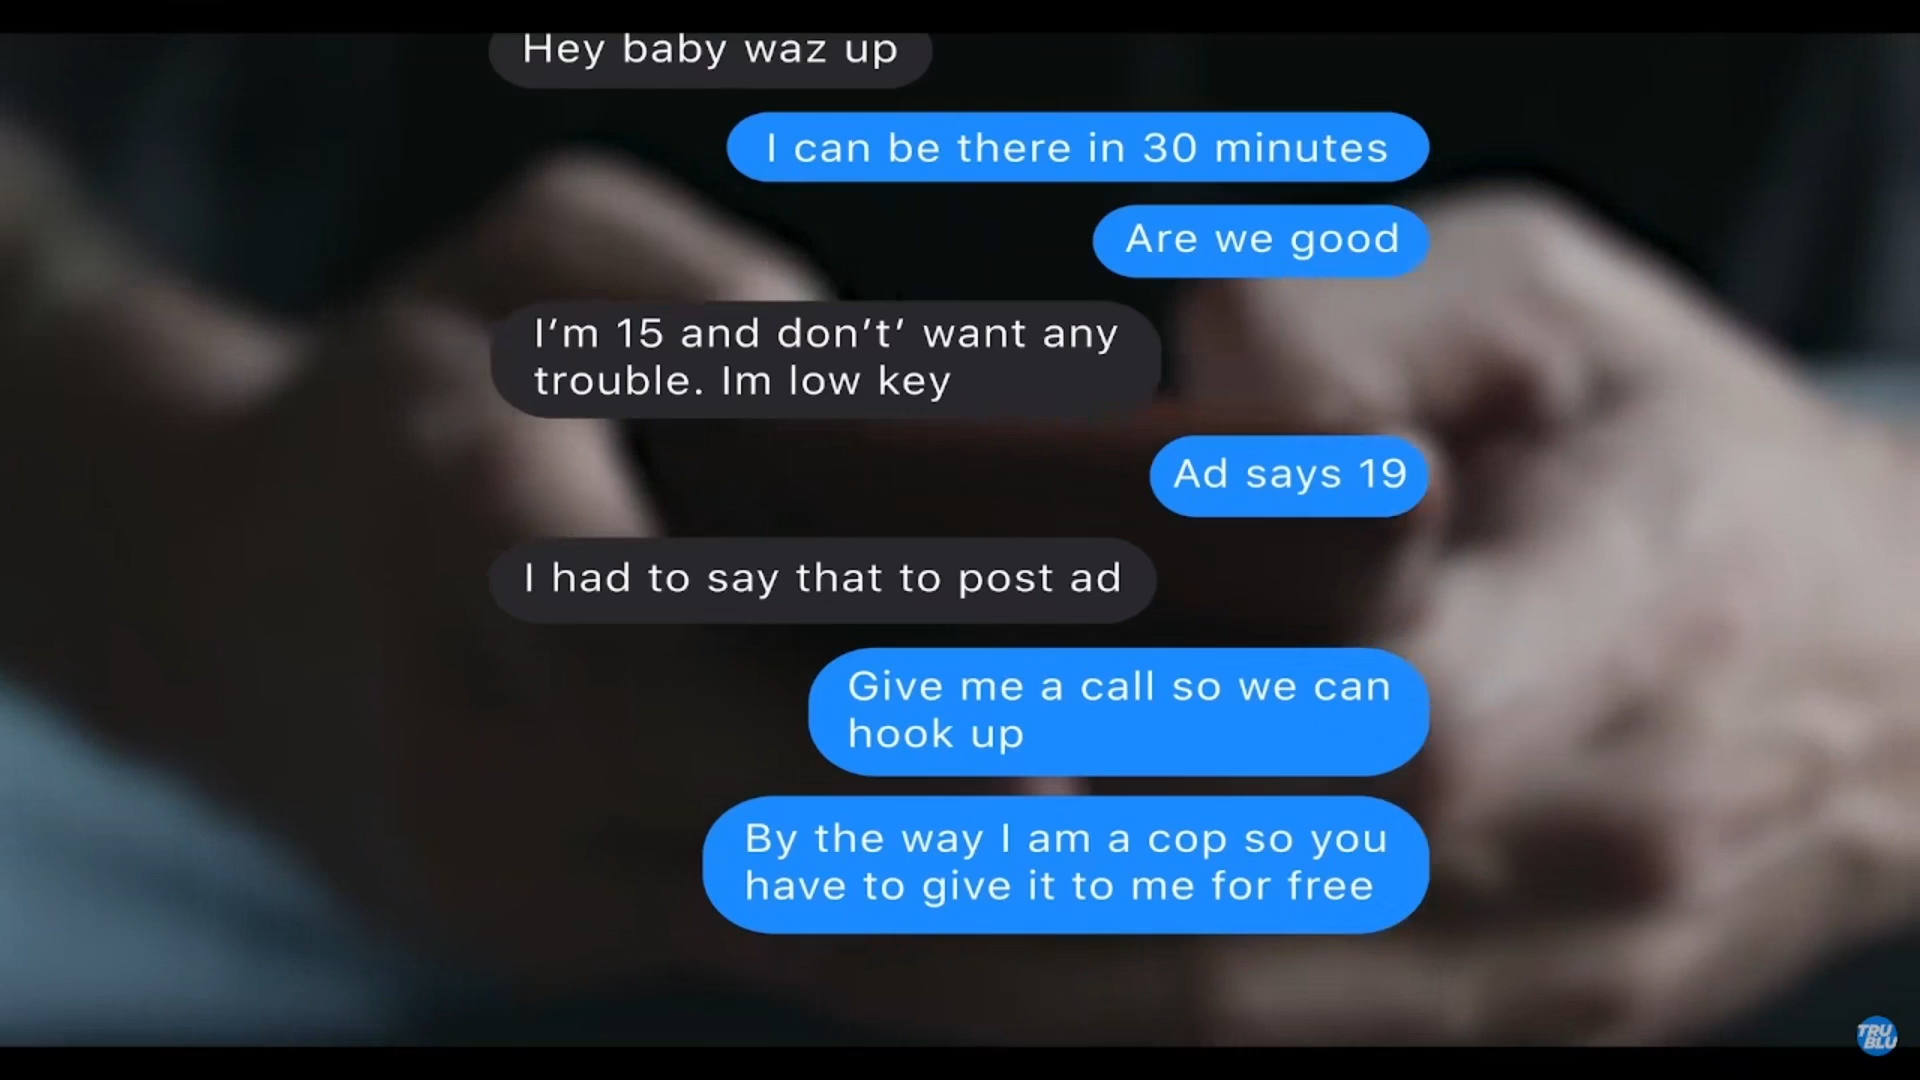 Hey baby waz up
I can be there in 30 minutes
Are we good
I'm 15 and don't' want any
trouble. Im low key
Ad says 19
I had to say that to post ad
Give me a call so we can
hook up
By the way I am a cop so you
have to give it to me for free
TRU
BLU